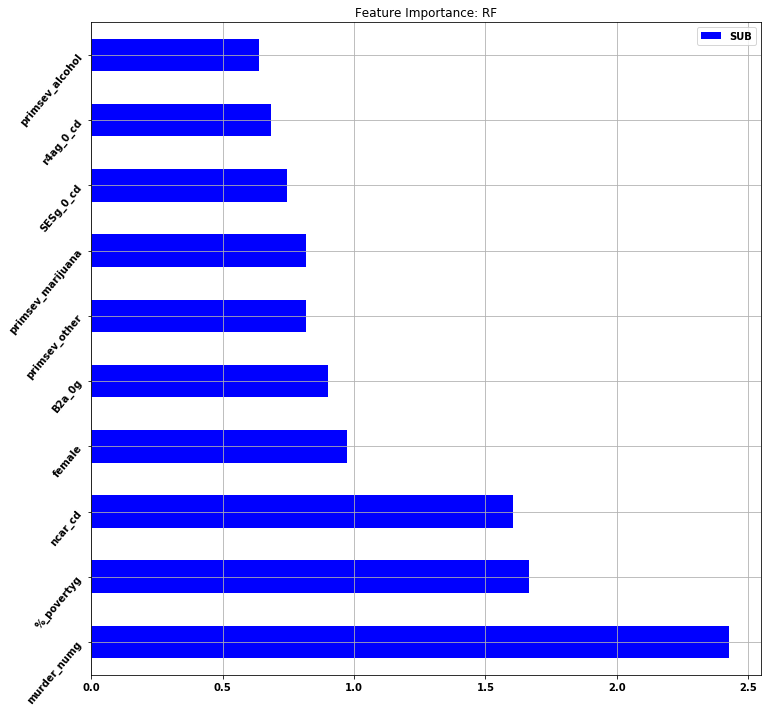 Feature Importance: RF
SUB
primsev_alcohol
r4ag_0_cd
SESg_0_cd
primsev_marijuana
primsev_other
B2a_0g
female
ncar_cd
%_povertyg
murder_numg
0.0 0.5 1.0 1.5 2.0 2.5